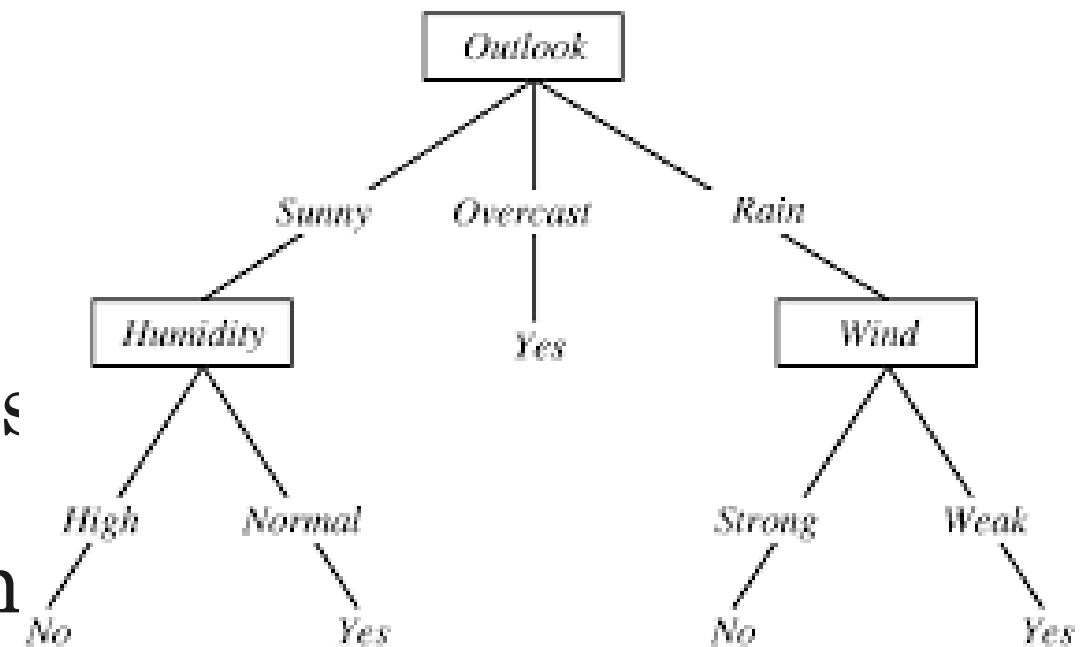 Outlook
Sunny Overcast Rain
Humidity Yes Wind
s
High Normal Strong Weak
n
No Yes No Yes